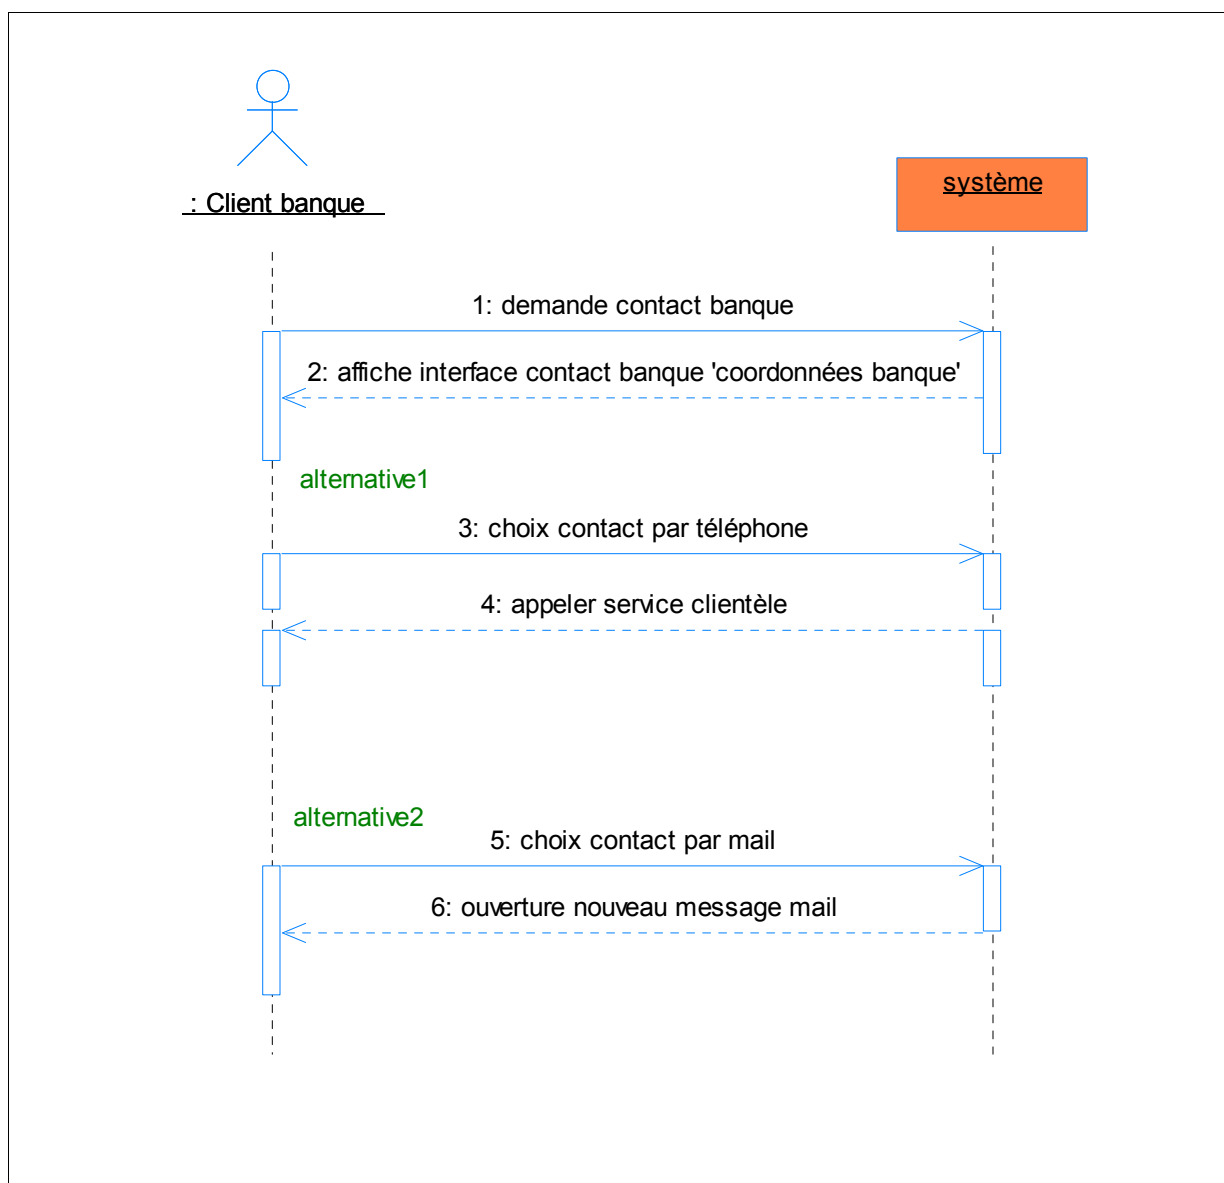 : Client banque
système
1: demande contact banque
2: affiche interface contact banque 'coordonnées banque'
alternative1
3: choix contact par téléphone
4: appeler service clientèle
alternative2
5: choix contact par mail
6: ouverture nouveau message mail